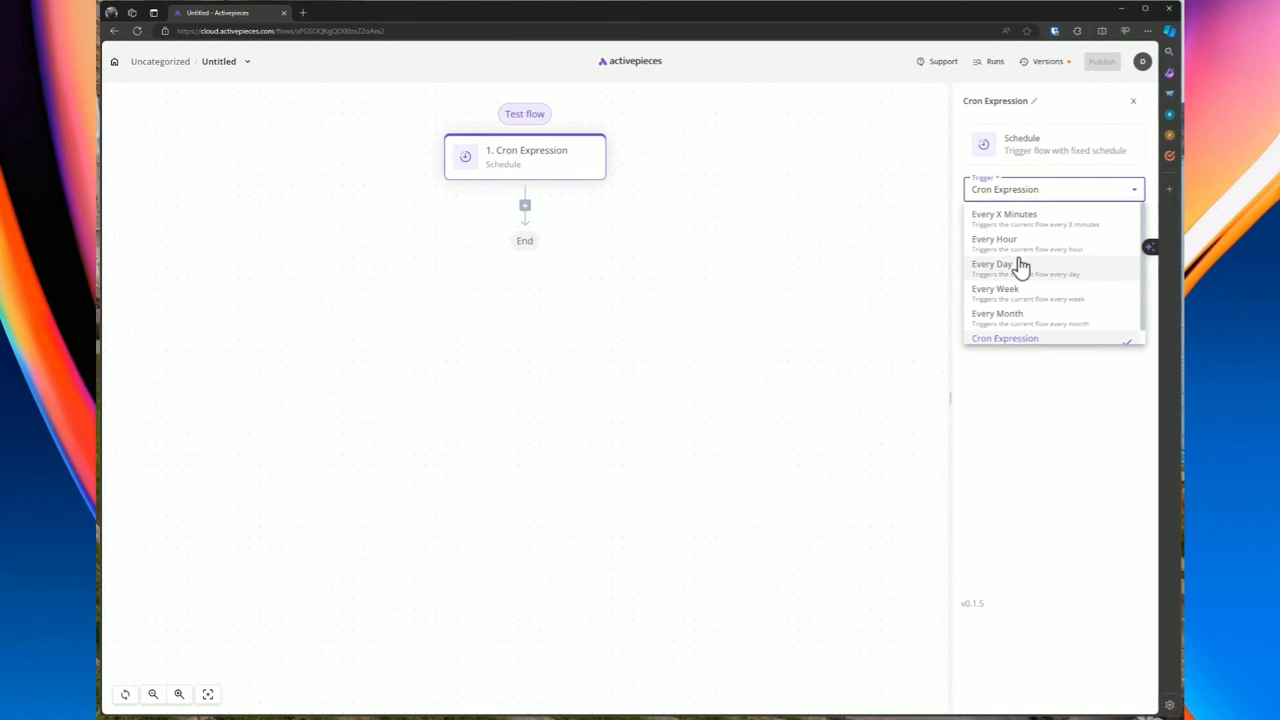 Untitled - Activepieces
https://cloud.activepieces.com/flows/
Uncategorized / Untitled
activepieces
Support
Runs
Versions
Publish
D
Test flow
1. Cron Expression
Schedule
End
Cron Expression
Schedule
Trigger flow with fixed schedule
Trigger *
Cron Expression
Every X Minutes
Triggers the current flow every X minutes
Every Hour
Triggers the current flow every hour
Every Day
Triggers the flow every day
Every Week
Triggers the current flow every week
Every Month
Triggers the current flow every month
Cron Expression
v0.1.5